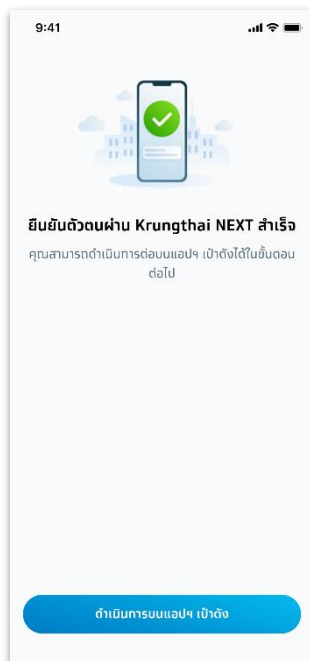 9:41
ยืนยันตัวตนผ่าน Krungthai NEXT สำเร็จ
คุณสามารถดำเนินการต่อบนแอปฯ เป๋าตังได้ในขั้นตอน
ต่อไป
ดำเนินการบนแอปฯ เป๋าตัง